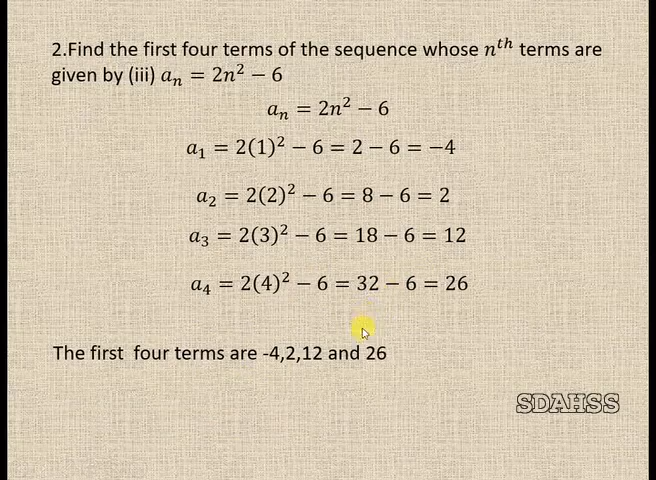 2.Find the first four terms of the sequence whose nᵗʰ terms are
given by (iii) aₙ = 2n² − 6
aₙ = 2n² − 6
a₁ = 2(1)² − 6 = 2 − 6 = −4
a₂ = 2(2)² − 6 = 8 − 6 = 2
a₃ = 2(3)² − 6 = 18 − 6 = 12
a₄ = 2(4)² − 6 = 32 − 6 = 26
The first  four terms are -4,2,12 and 26
SDAHSS